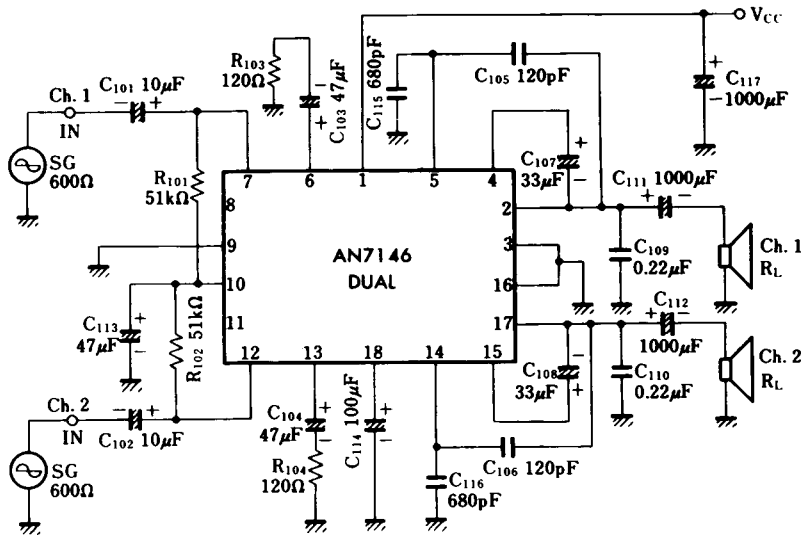 VCC
R103
120Ω
C103 47μF
C115 680pF
C105 120pF
C117
1000μF
C101 10μF
Ch. 1
IN
SG
600Ω
R101
51kΩ
7
6
1
5
4
C107
33μF
C111 1000μF
8
2
9
3
AN7146
DUAL
C109
0.22μF
Ch. 1
RL
10
16
C113
47μF
R102 51kΩ
11
17
C112
1000μF
12
13
18
14
15
C108
33μF
C110
0.22μF
Ch. 2
RL
Ch. 2
IN
C102 10μF
SG
600Ω
C104
47μF
R104
120Ω
C114 100μF
C106 120pF
C116
680pF